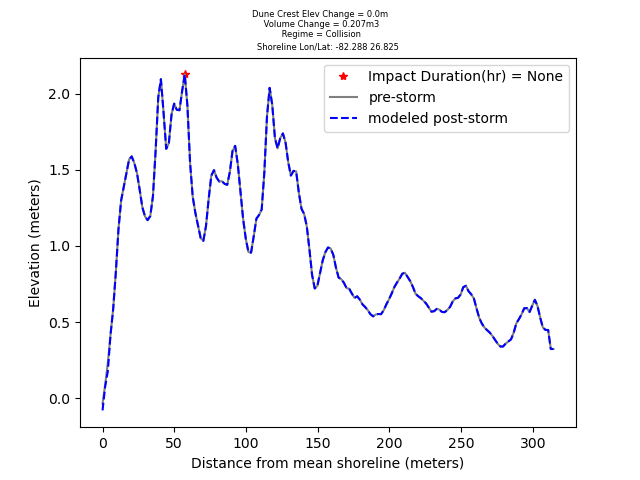 Dune Crest Elev Change = 0.0m
Volume Change = 0.207m3
Regime = Collision
Shoreline Lon/Lat: -82.288 26.825
Impact Duration(hr) = None
pre-storm
modeled post-storm
Elevation (meters)
2.0
1.5
1.0
0.5
0.0
0 50 100 150 200 250 300
Distance from mean shoreline (meters)